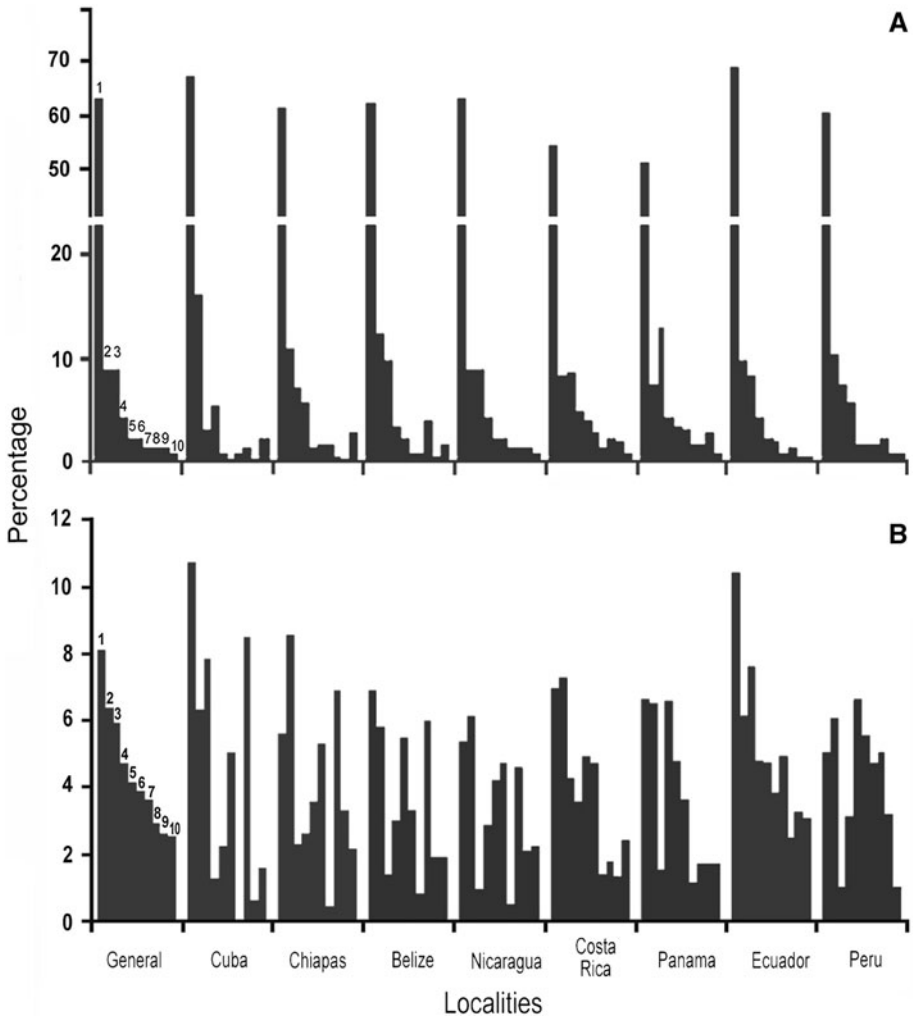 A
70
60
50
20
10
0
1
2 3
4
5 6
7 8 9
10
Percentage
B
12
10
8
6
4
2
0
1
2
3
4
5
6
7
8
9
10
General
Cuba
Chiapas
Belize
Nicaragua
Costa
Rica
Panama
Ecuador
Peru
Localities